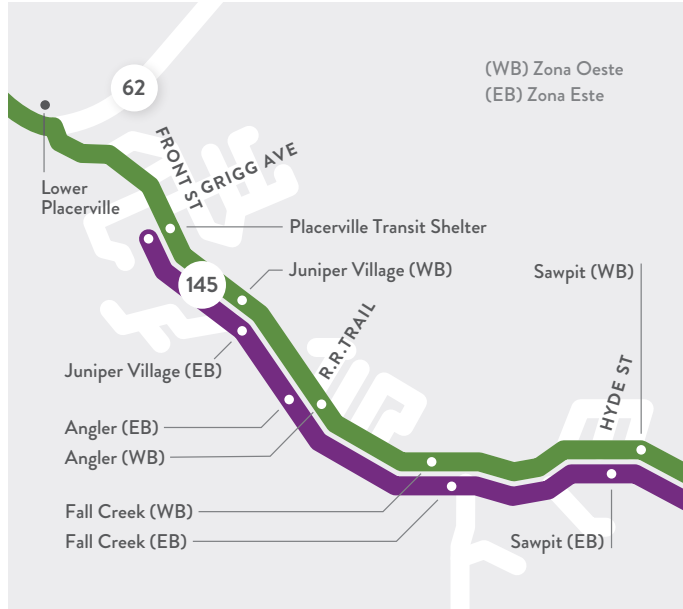 (WB) Zona Oeste
(EB) Zona Este
62
FRONT ST
GRIGG AVE
Lower
Placerville
Placerville Transit Shelter
Juniper Village (WB)
Sawpit (WB)
145
R.R.TRAIL
Juniper Village (EB)
HYDE ST
Angler (EB)
Angler (WB)
Fall Creek (WB)
Fall Creek (EB)
Sawpit (EB)